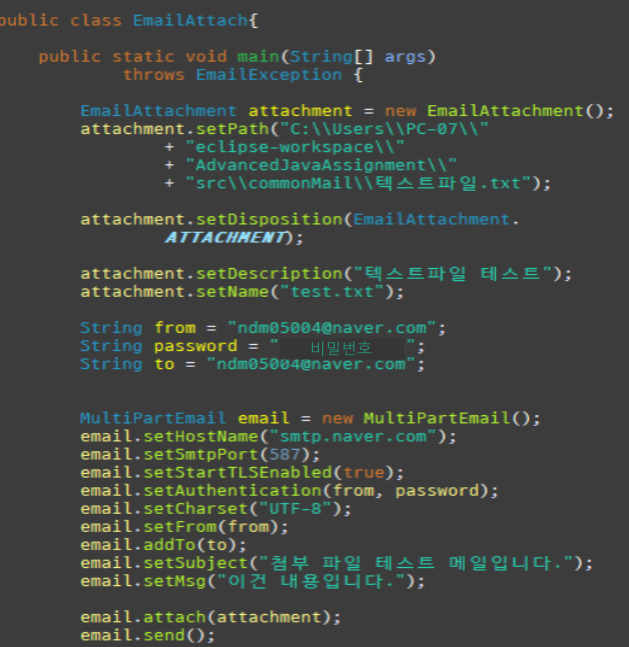 public class EmailAttach{
public static void main(String[] args)
throws EmailException {
EmailAttachment attachment = new EmailAttachment();
attachment.setPath("C:\\Users\\PC-07\\"
+ "eclipse-workspace\\"
+ "AdvancedJavaAssignment\\"
+ "src\\commonMail\\텍스트파일.txt");
attachment.setDisposition(EmailAttachment.
ATTACHMENT);
attachment.setDescription("텍스트파일 테스트");
attachment.setName("test.txt");
String from = "ndm05004@naver.com";
String password = " 비밀번호 ";
String to = "ndm05004@naver.com";
MultiPartEmail email = new MultiPartEmail();
email.setHostName("smtp.naver.com");
email.setSmtpPort(587);
email.setStartTLSEnabled(true);
email.setAuthentication(from, password);
email.setCharset("UTF-8");
email.setFrom(from);
email.addTo(to);
email.setSubject("첨부 파일 테스트 메일입니다.");
email.setMsg("이건 내용입니다.");
email.attach(attachment);
email.send();